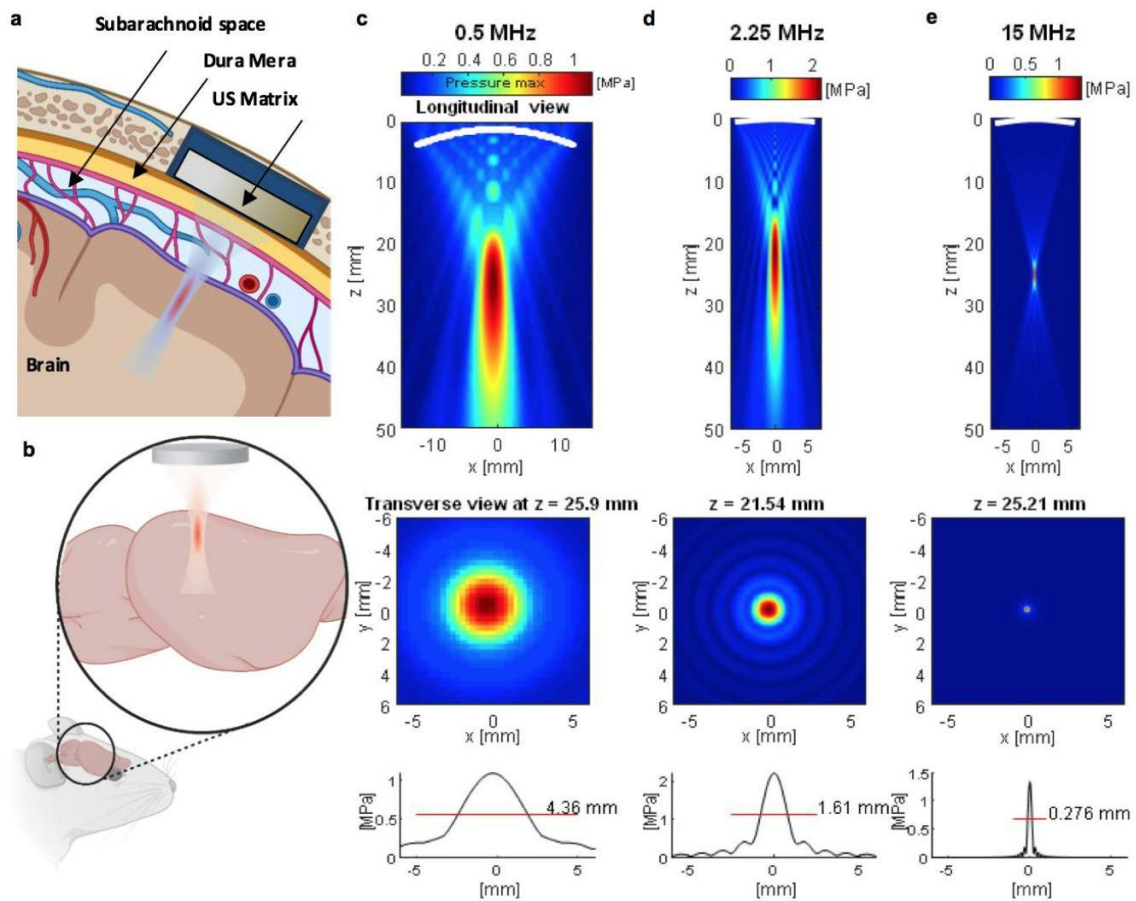 a
Subarachnoid space
Dura Mera
US Matrix
Brain
b
c
0.5 MHz
0.2 0.4 0.6 0.8 1
Pressure max
[MPa]
Longitudinal view
0
10
20
30
40
50
z [mm]
-10 0 10
x [mm]
Transverse view at z = 25.9 mm
-6
-4
-2
0
2
4
6
y [mm]
-5 0 5
x [mm]
1
0.5
0
[MPa]
4.36 mm
-5 0 5
[mm]
d
2.25 MHz
0 1 2
[MPa]
0
10
20
30
40
50
z [mm]
-5 0 5
x [mm]
z = 21.54 mm
-6
-4
-2
0
2
4
6
y [mm]
-5 0 5
x [mm]
2
1
0
[MPa]
1.61 mm
-5 0 5
[mm]
e
15 MHz
0 0.5 1
[MPa]
0
10
20
30
40
50
z [mm]
-5 0 5
x [mm]
z = 25.21 mm
-6
-4
-2
0
2
4
6
y [mm]
-5 0 5
x [mm]
1.5
1
0.5
0
[MPa]
0.276 mm
-5 0 5
[mm]